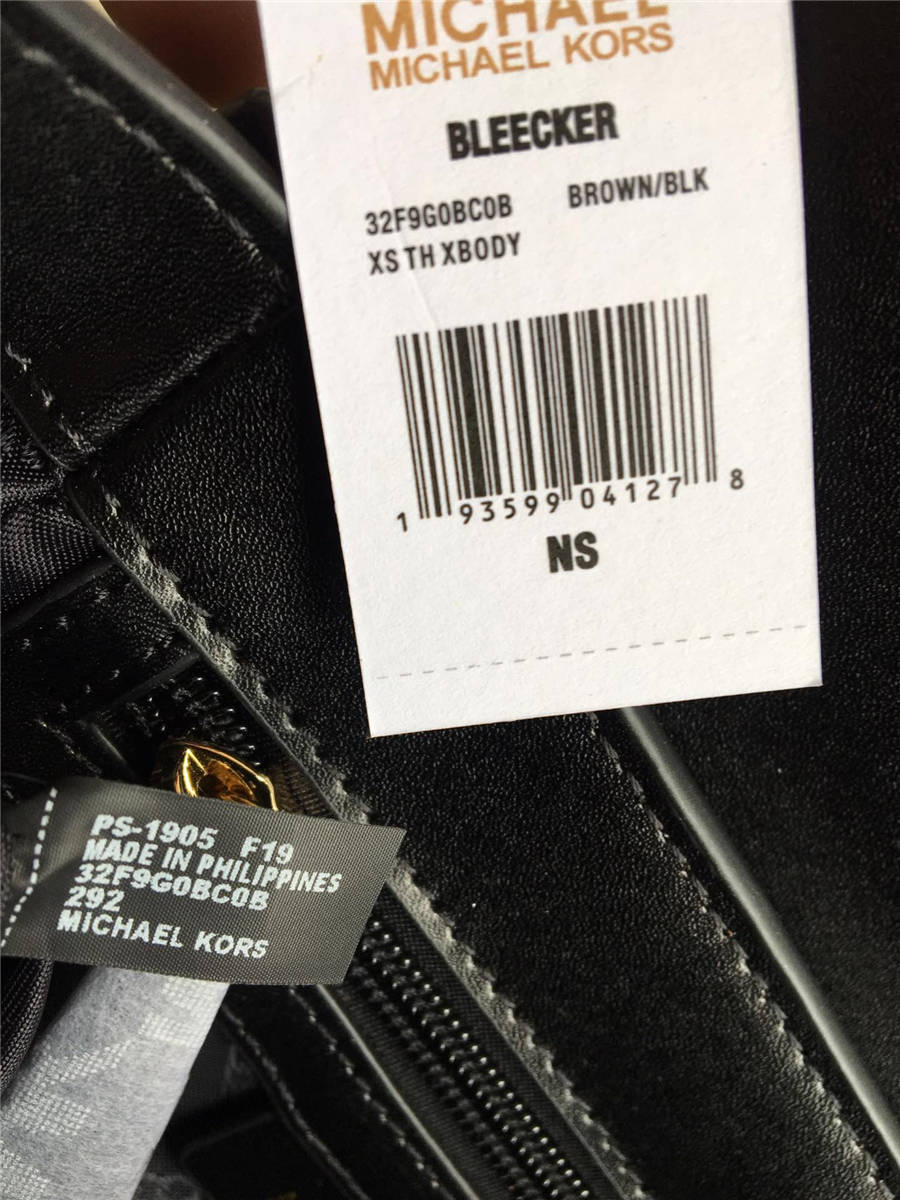 MICHAEL
MICHAEL KORS
BLEECKER
32F9G0BC0B BROWN/BLK
XS TH XBODY
1 93599 04127 8
NS
PS-1905 F19
MADE IN PHILIPPINES
32F9G0BC0B
292
MICHAEL KORS